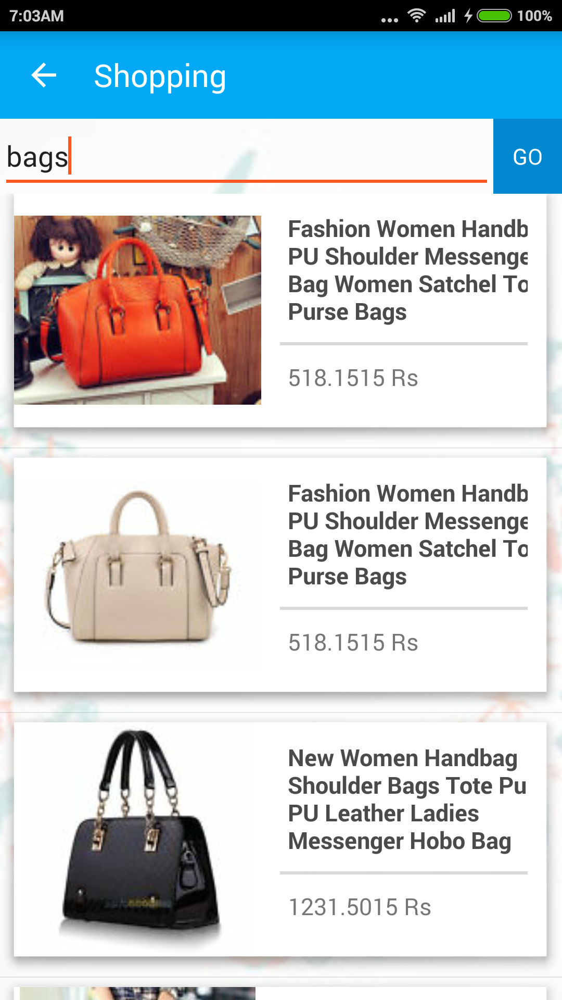 7:03AM
100%
Shopping
bags
GO
Fashion Women Handb
PU Shoulder Messenge
Bag Women Satchel To
Purse Bags
518.1515 Rs
Fashion Women Handb
PU Shoulder Messenge
Bag Women Satchel To
Purse Bags
518.1515 Rs
New Women Handbag
Shoulder Bags Tote Pu
PU Leather Ladies
Messenger Hobo Bag
1231.5015 Rs